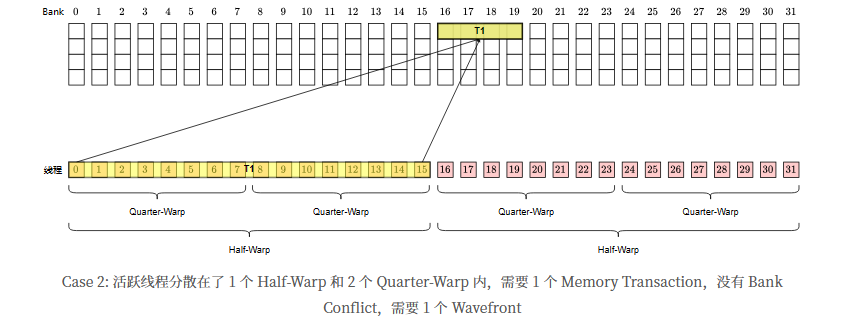 Bank 0 1 2 3 4 5 6 7 8 9 10 11 12 13 14 15 16 17 18 19 20 21 22 23 24 25 26 27 28 29 30 31
T1
线程 0 1 2 3 4 5 6 7 T1 8 9 10 11 12 13 14 15 16 17 18 19 20 21 22 23 24 25 26 27 28 29 30 31
Quarter-Warp Quarter-Warp Quarter-Warp Quarter-Warp
Half-Warp Half-Warp
Case 2: 活跃线程分散在了 1 个 Half-Warp 和 2 个 Quarter-Warp 内，需要 1 个 Memory Transaction，没有 Bank
Conflict，需要 1 个 Wavefront